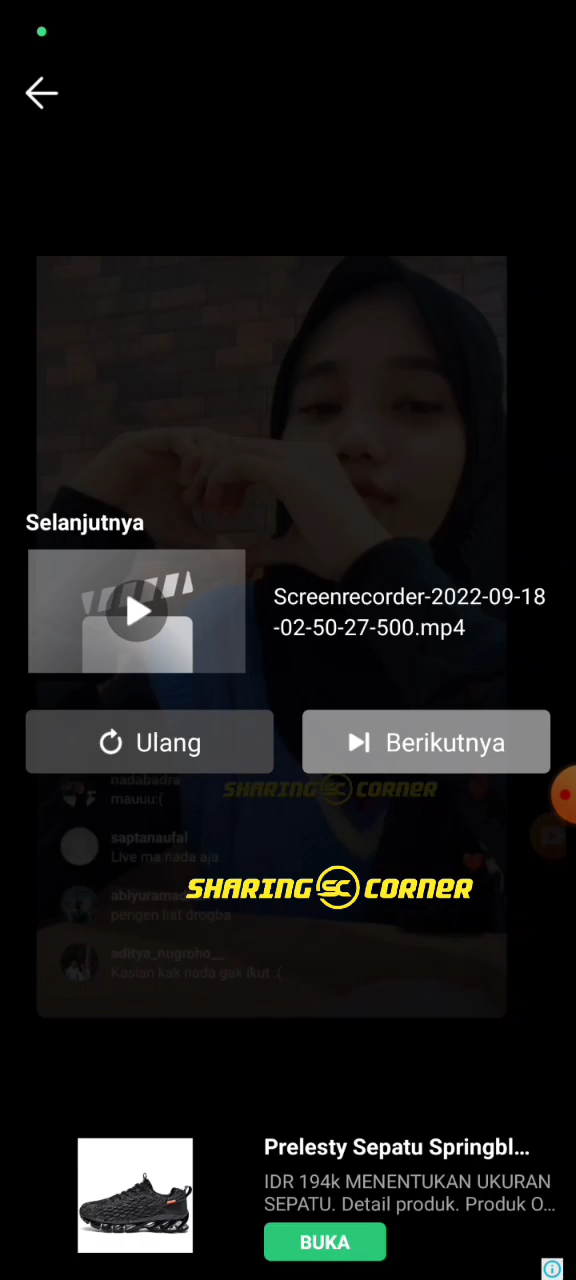 Selanjutnya
Screenrecorder-2022-09-18
-02-50-27-500.mp4
Ulang
Berikutnya
nadabadra
mauuu:(
SHARING SC CORNER
saptanaufal
Live ma nada aja
SHARING SC CORNER
pengen liat drogba
aditya_nugroho__
Kasian kak nada gak ikut :(
Prelesty Sepatu Springbl...
IDR 194k MENENTUKAN UKURAN
SEPATU. Detail produk. Produk O...
BUKA